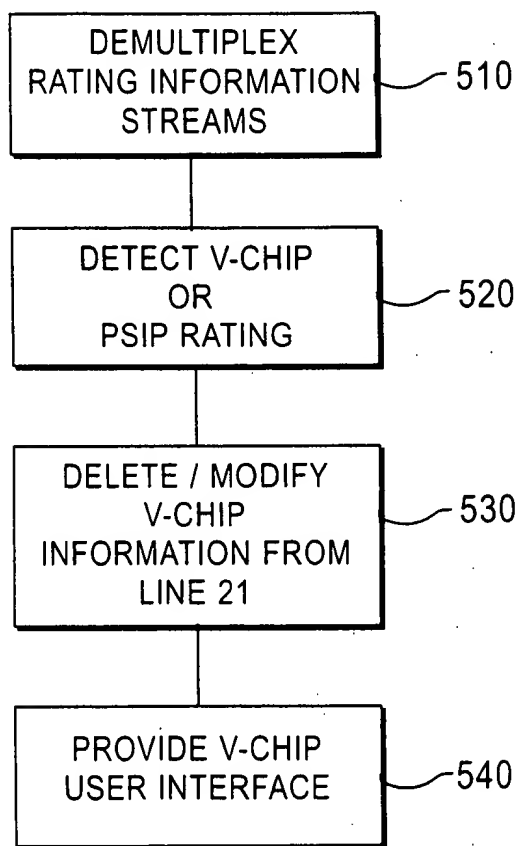 DEMULTIPLEX
RATING INFORMATION
STREAMS
510
DETECT V-CHIP
OR
PSIP RATING
520
DELETE / MODIFY
V-CHIP
INFORMATION FROM
LINE 21
530
PROVIDE V-CHIP
USER INTERFACE
540